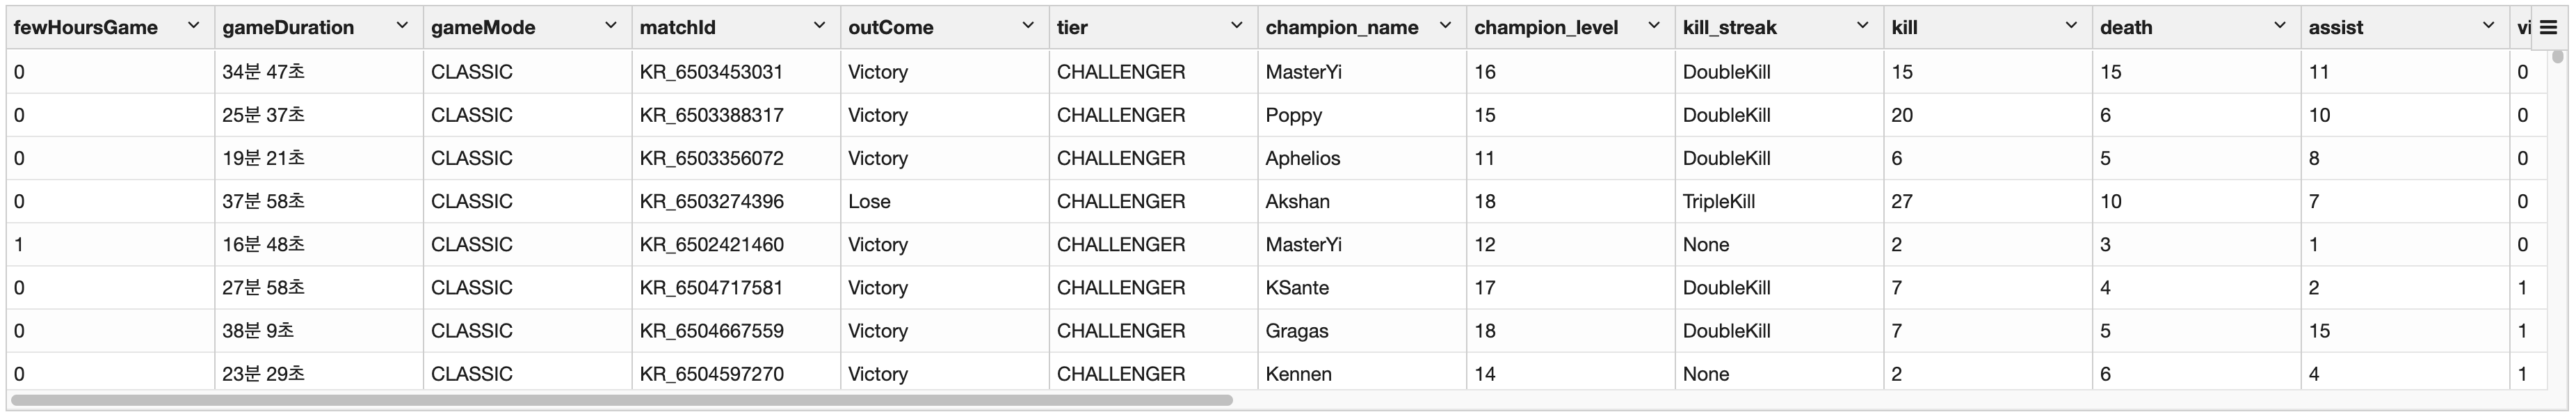 fewHoursGame gameDuration gameMode matchId outCome tier champion_name champion_level kill_streak kill death assist vi
0 34분 47초 CLASSIC KR_6503453031 Victory CHALLENGER MasterYi 16 DoubleKill 15 15 11 0
0 25분 37초 CLASSIC KR_6503388317 Victory CHALLENGER Poppy 15 DoubleKill 20 6 10 0
0 19분 21초 CLASSIC KR_6503356072 Victory CHALLENGER Aphelios 11 DoubleKill 6 5 8 0
0 37분 58초 CLASSIC KR_6503274396 Lose CHALLENGER Akshan 18 TripleKill 27 10 7 0
1 16분 48초 CLASSIC KR_6502421460 Victory CHALLENGER MasterYi 12 None 2 3 1 0
0 27분 58초 CLASSIC KR_6504717581 Victory CHALLENGER KSante 17 DoubleKill 7 4 2 1
0 38분 9초 CLASSIC KR_6504667559 Victory CHALLENGER Gragas 18 DoubleKill 7 5 15 1
0 23분 29초 CLASSIC KR_6504597270 Victory CHALLENGER Kennen 14 None 2 6 4 1